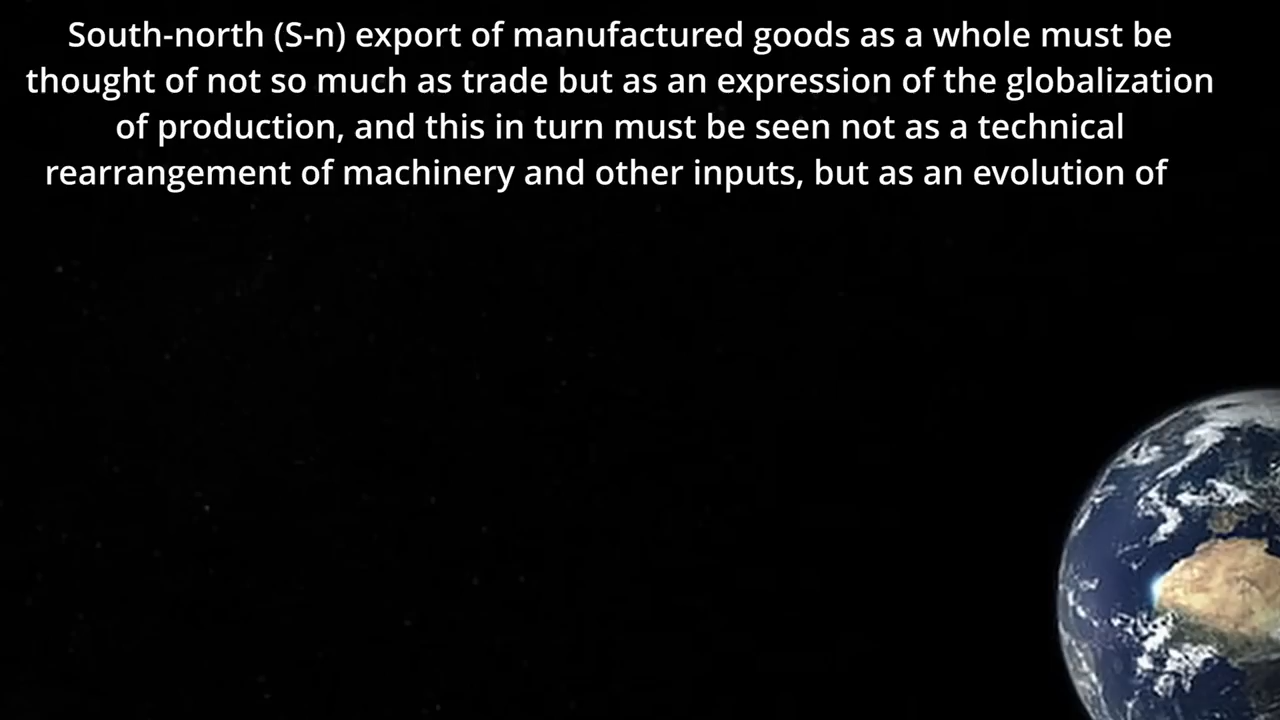 South-north (S-n) export of manufactured goods as a whole must be
thought of not so much as trade but as an expression of the globalization
of production, and this in turn must be seen not as a technical
rearrangement of machinery and other inputs, but as an evolution of